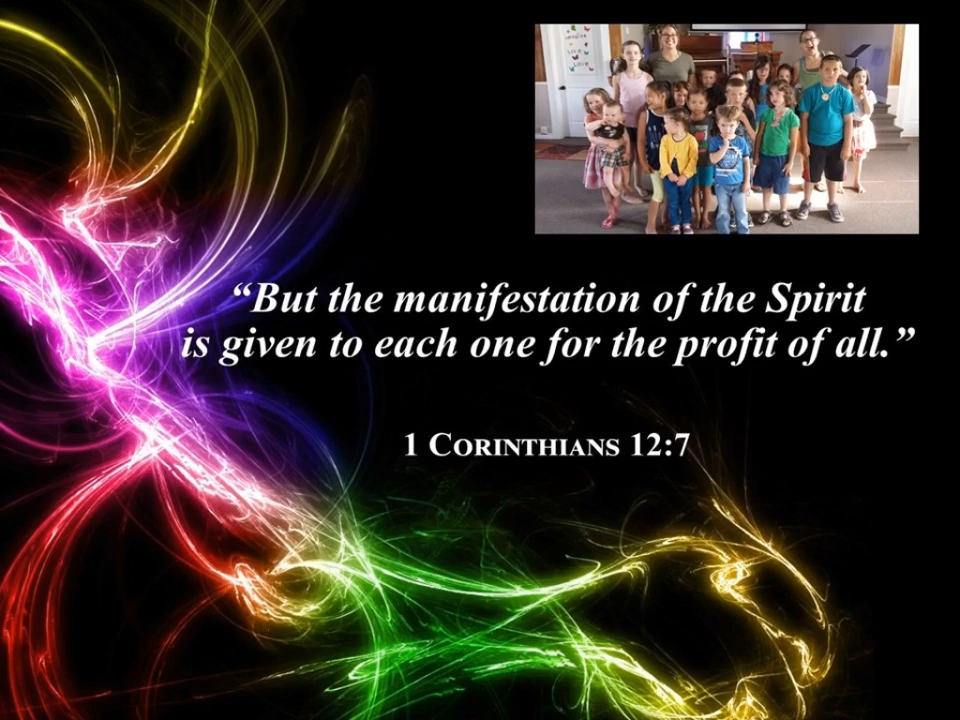 “But the manifestation of the Spirit
is given to each one for the profit of all.”
1 Corinthians 12:7